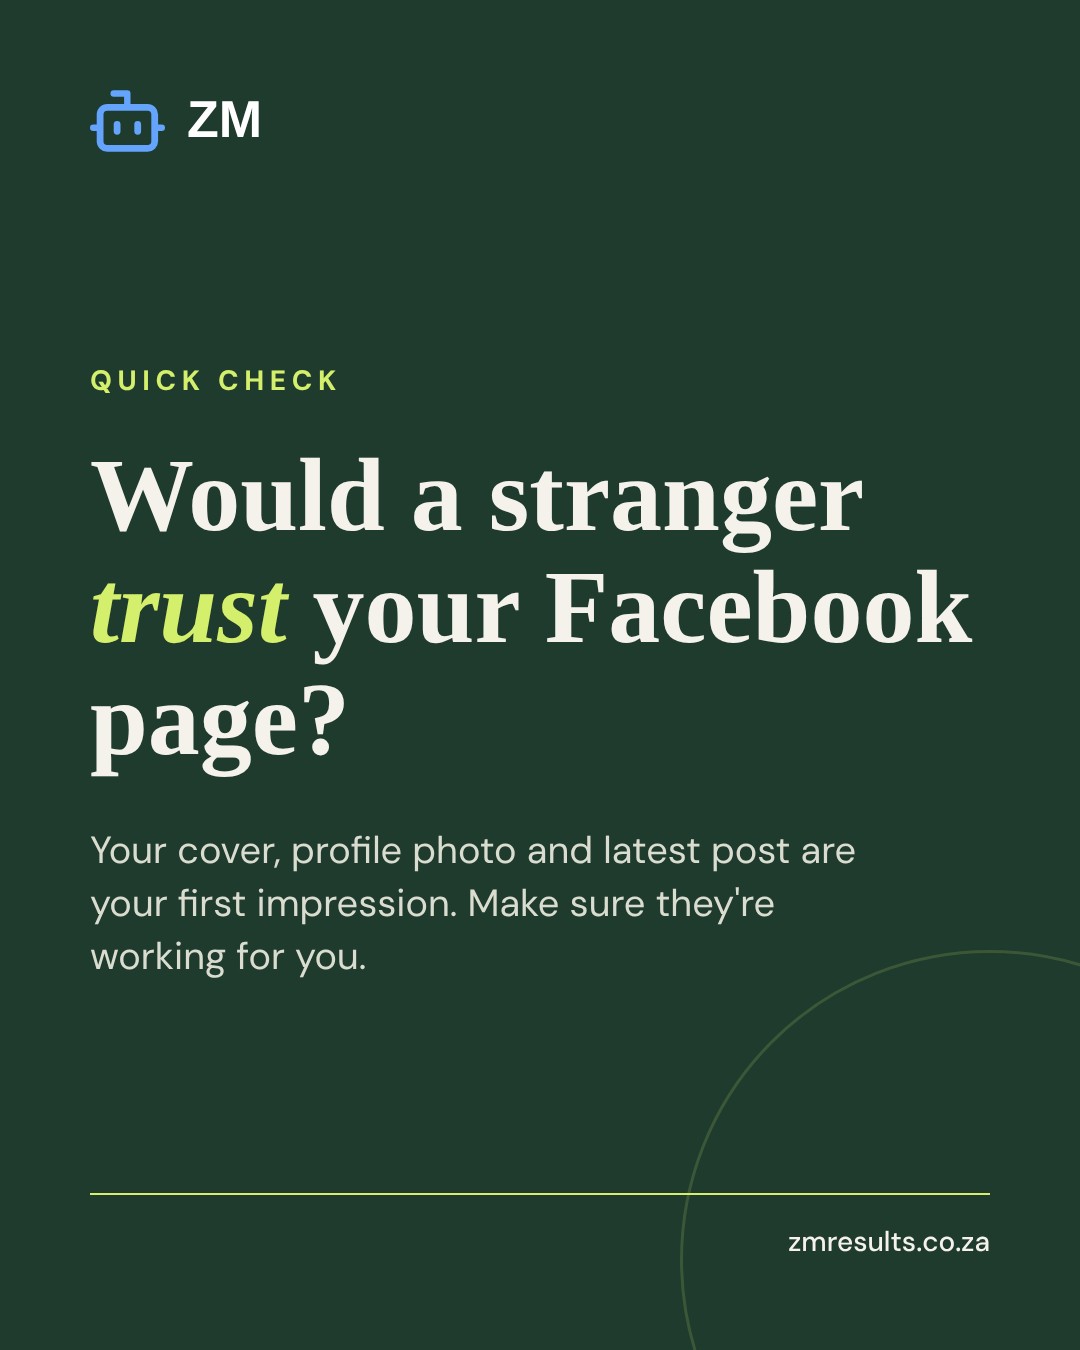 ZM
QUICK CHECK
Would a stranger
trust your Facebook
page?
Your cover, profile photo and latest post are
your first impression. Make sure they're
working for you.
zmresults.co.za